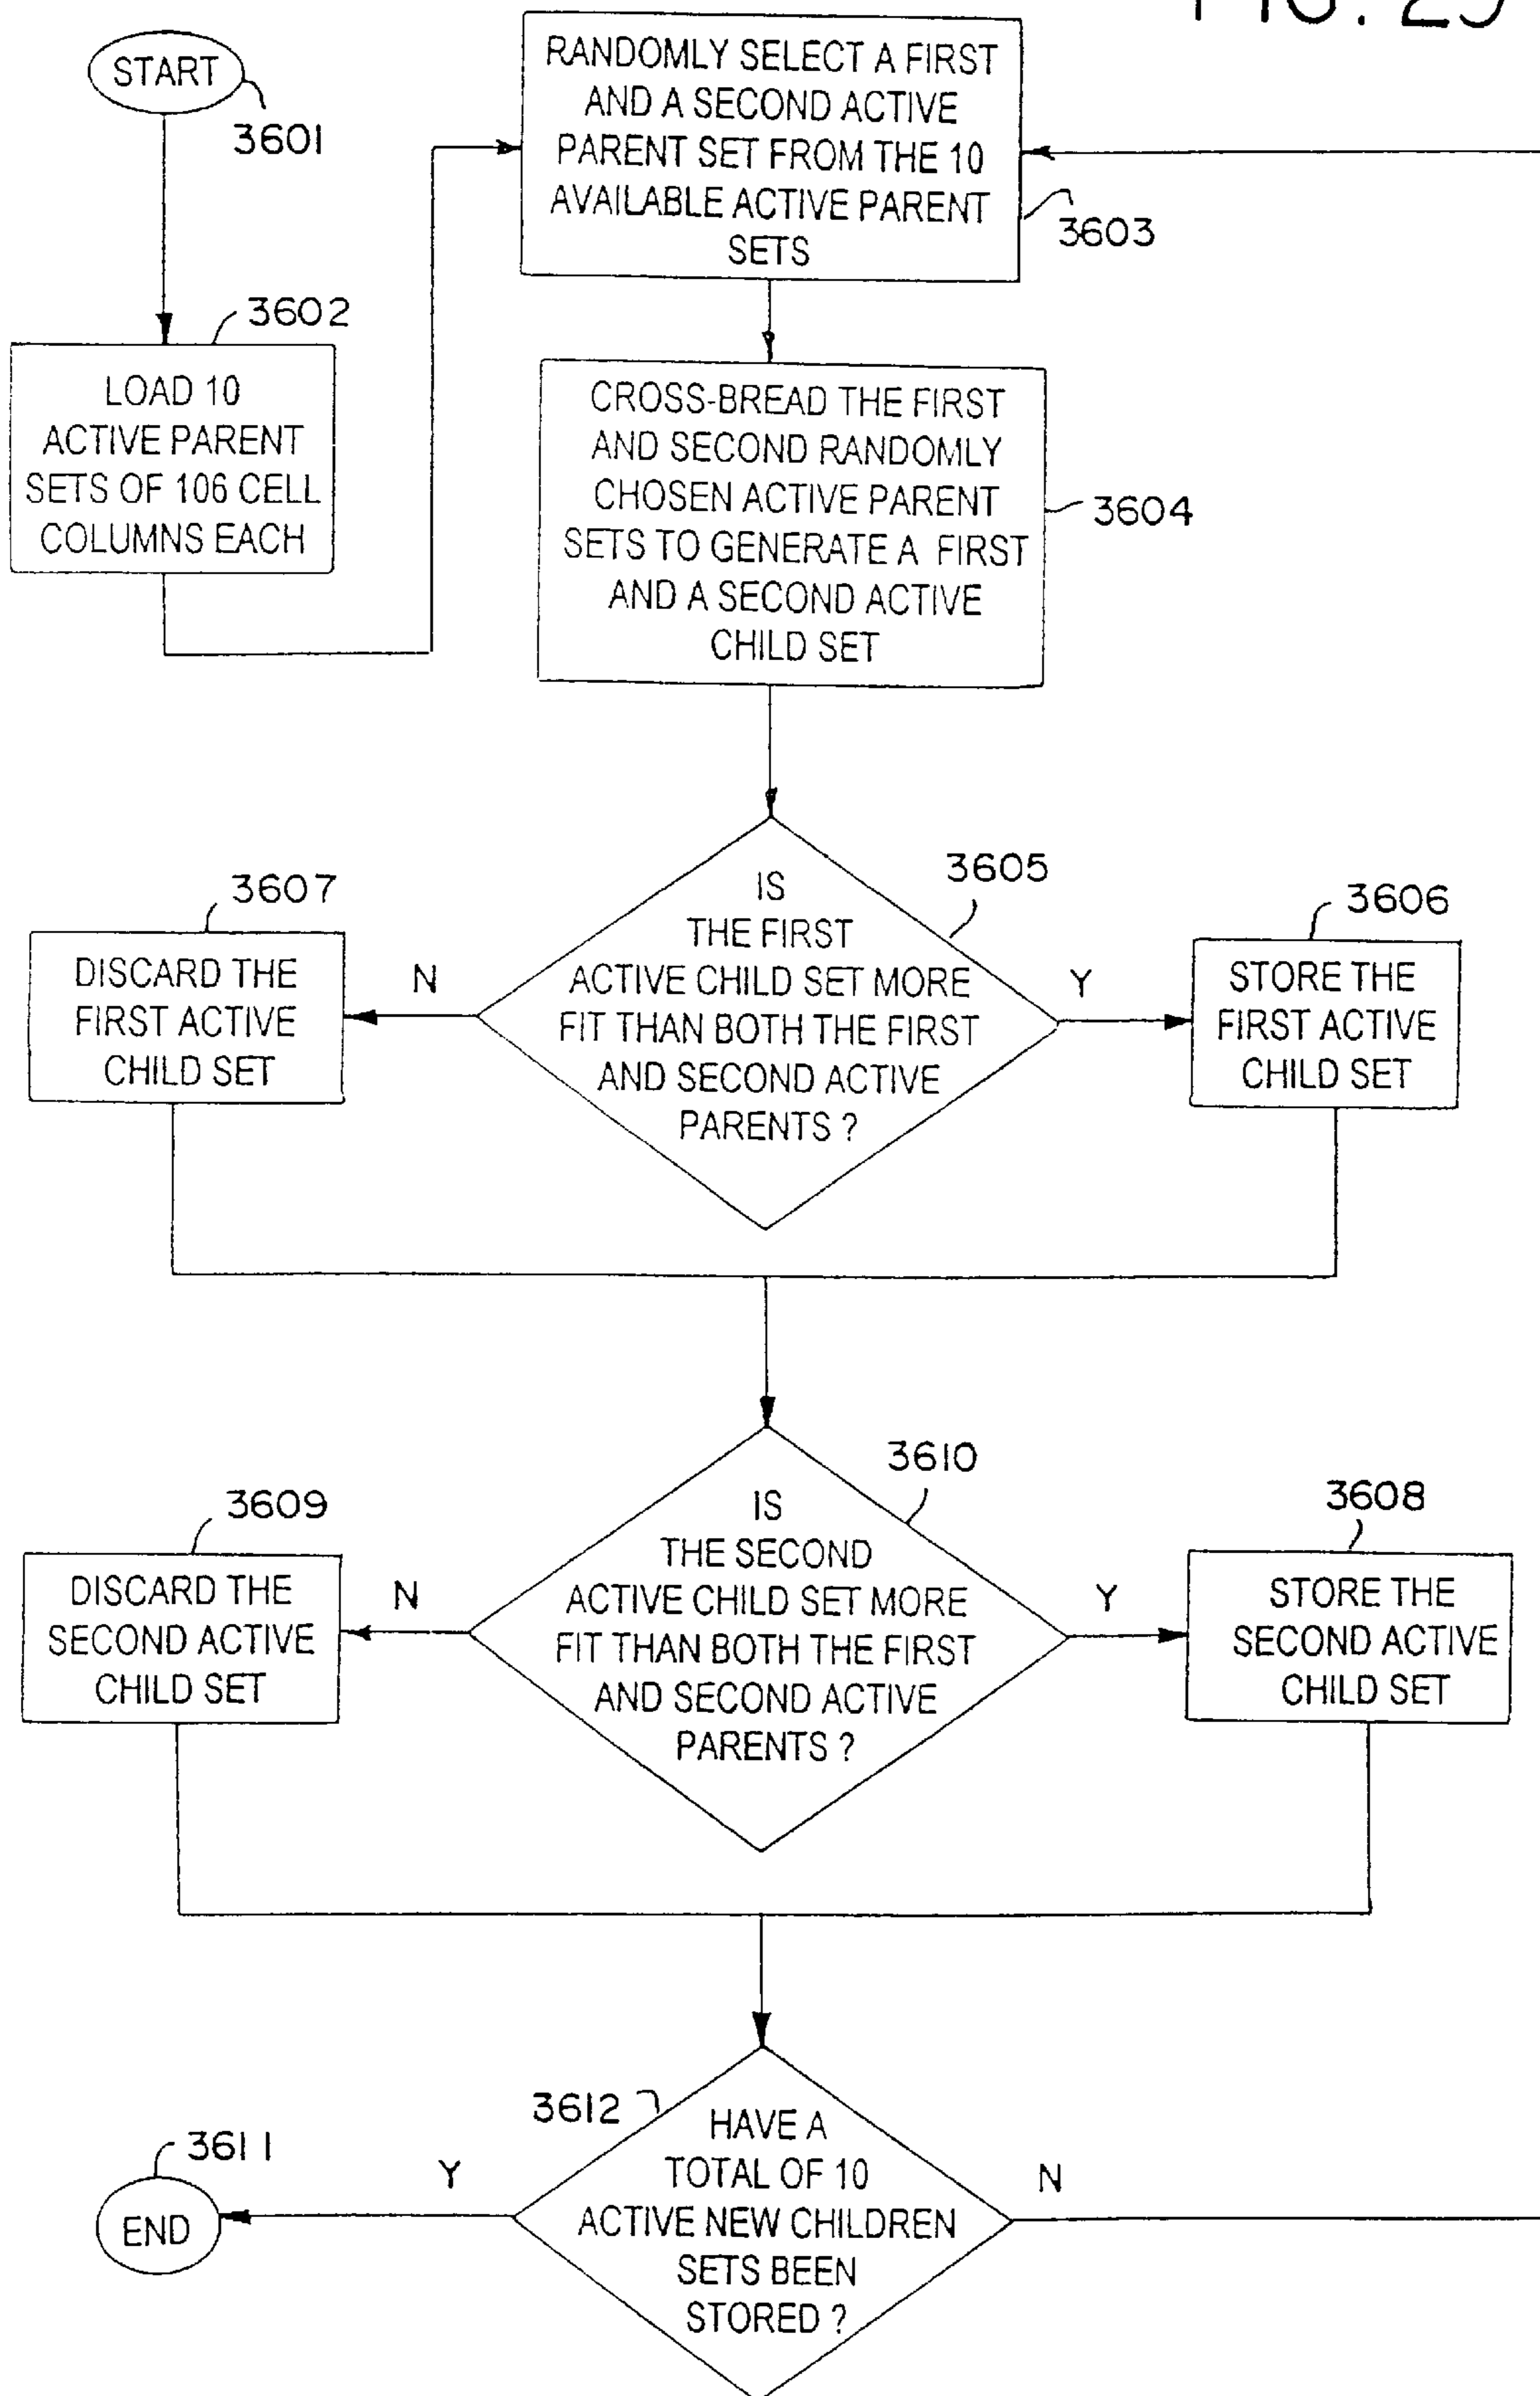 FIG. 29
START
3601
3602
LOAD 10
ACTIVE PARENT
SETS OF 106 CELL
COLUMNS EACH
RANDOMLY SELECT A FIRST
AND A SECOND ACTIVE
PARENT SET FROM THE 10
AVAILABLE ACTIVE PARENT
SETS
3603
CROSS-BREAD THE FIRST
AND SECOND RANDOMLY
CHOSEN ACTIVE PARENT
SETS TO GENERATE A FIRST
AND A SECOND ACTIVE
CHILD SET
3604
3605
IS
THE FIRST
ACTIVE CHILD SET MORE
FIT THAN BOTH THE FIRST
AND SECOND ACTIVE
PARENTS ?
N
3607
DISCARD THE
FIRST ACTIVE
CHILD SET
Y
3606
STORE THE
FIRST ACTIVE
CHILD SET
3610
IS
THE SECOND
ACTIVE CHILD SET MORE
FIT THAN BOTH THE FIRST
AND SECOND ACTIVE
PARENTS ?
N
3609
DISCARD THE
SECOND ACTIVE
CHILD SET
Y
3608
STORE THE
SECOND ACTIVE
CHILD SET
3612
HAVE A
TOTAL OF 10
ACTIVE NEW CHILDREN
SETS BEEN
STORED ?
Y
3611
END
N